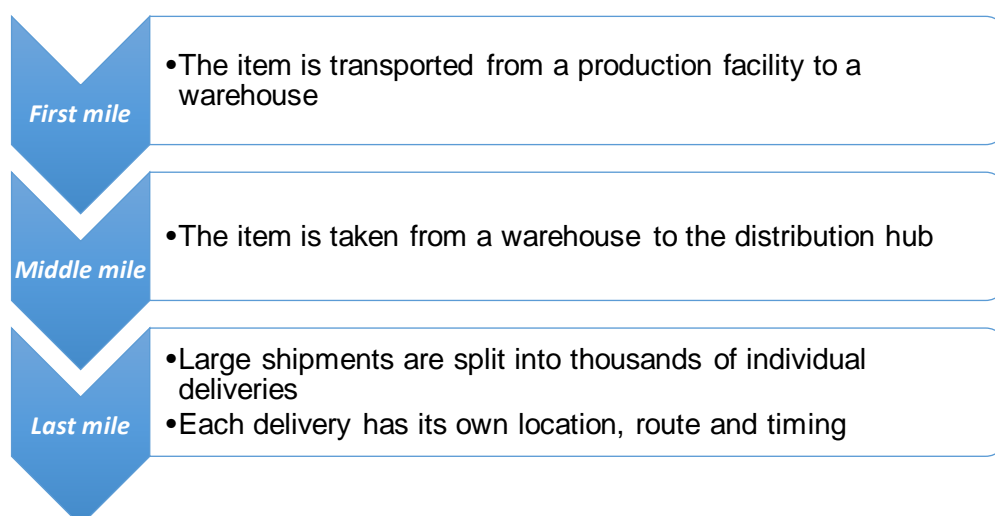 First mile
•The item is transported from a production facility to a
warehouse
Middle mile
•The item is taken from a warehouse to the distribution hub
Last mile
•Large shipments are split into thousands of individual
deliveries
•Each delivery has its own location, route and timing